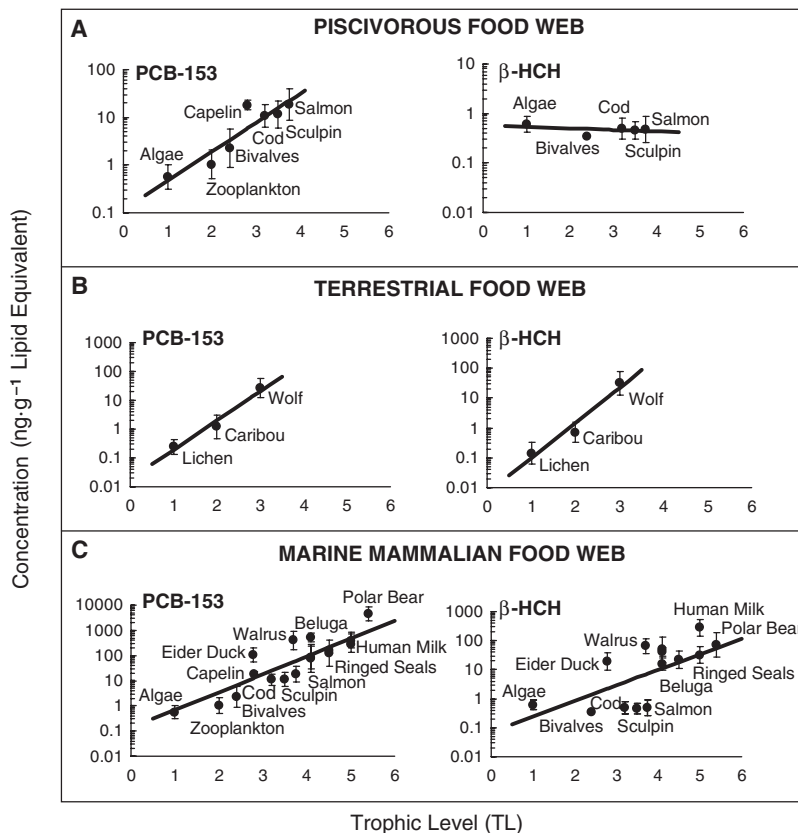 Concentration (ng·g⁻¹ Lipid Equivalent)
A
PISCIVOROUS FOOD WEB
PCB-153
100
10
1
0.1
0 1 2 3 4 5 6
Algae
Capelin
Zooplankton
Bivalves
Cod
Sculpin
Salmon
β-HCH
10
1
0.1
0.01
0 1 2 3 4 5 6
Algae
Bivalves
Cod
Sculpin
Salmon
B
TERRESTRIAL FOOD WEB
PCB-153
1000
100
10
1
0.1
0.01
0 1 2 3 4 5 6
Lichen
Caribou
Wolf
β-HCH
1000
100
10
1
0.1
0.01
0 1 2 3 4 5 6
Lichen
Caribou
Wolf
C
MARINE MAMMALIAN FOOD WEB
PCB-153
10000
1000
100
10
1
0.1
0.01
0 1 2 3 4 5 6
Polar Bear
Beluga
Walrus
Human Milk
Eider Duck
Ringed Seals
Capelin
Salmon
Algae
Cod
Sculpin
Bivalves
Zooplankton
β-HCH
1000
100
10
1
0.1
0.01
0 1 2 3 4 5 6
Human Milk
Polar Bear
Walrus
Eider Duck
Ringed Seals
Beluga
Algae
Cod
Salmon
Bivalves
Sculpin
Trophic Level (TL)